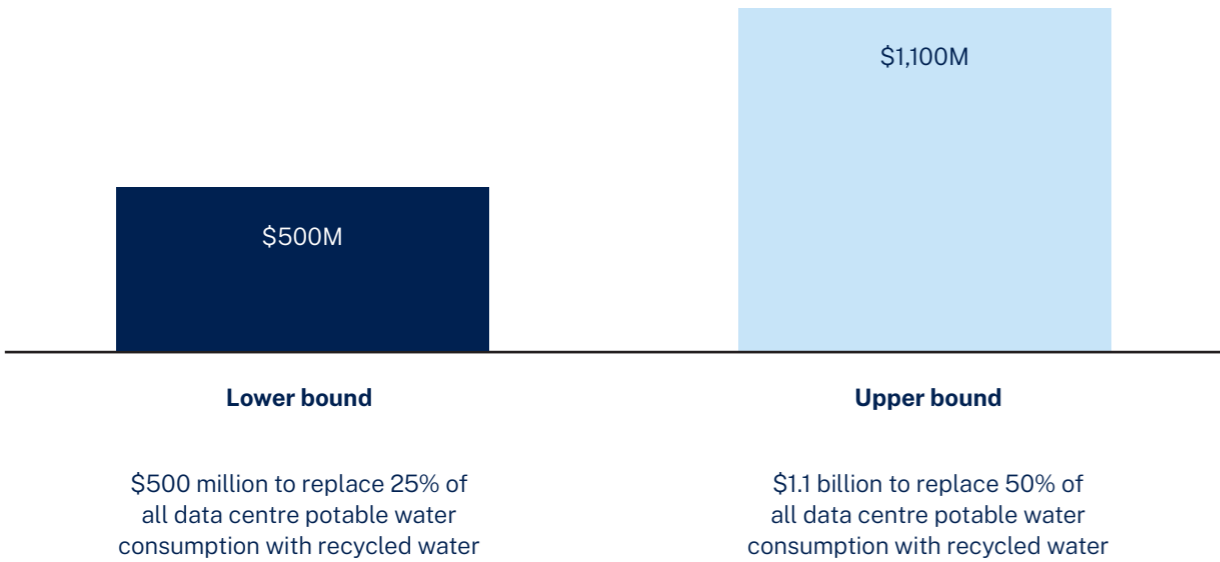 $1,100M
$500M
Lower bound
Upper bound
$500 million to replace 25% of
all data centre potable water
consumption with recycled water
$1.1 billion to replace 50% of
all data centre potable water
consumption with recycled water